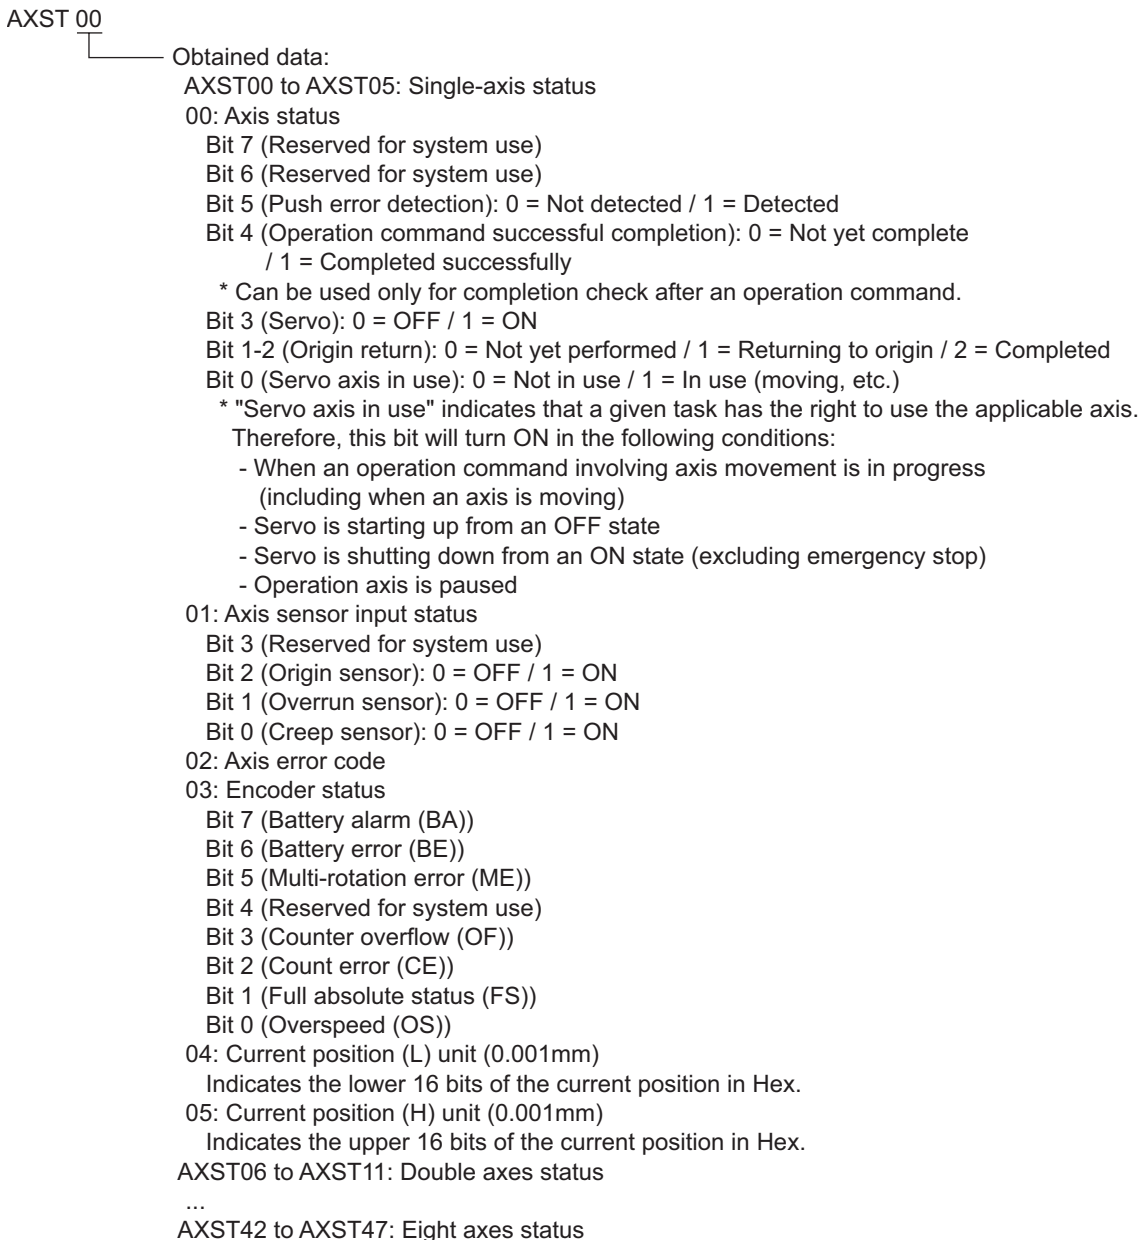 AXST 00
Obtained data:
AXST00 to AXST05: Single-axis status
00: Axis status
Bit 7 (Reserved for system use)
Bit 6 (Reserved for system use)
Bit 5 (Push error detection): 0 = Not detected / 1 = Detected
Bit 4 (Operation command successful completion): 0 = Not yet complete
/ 1 = Completed successfully
* Can be used only for completion check after an operation command.
Bit 3 (Servo): 0 = OFF / 1 = ON
Bit 1-2 (Origin return): 0 = Not yet performed / 1 = Returning to origin / 2 = Completed
Bit 0 (Servo axis in use): 0 = Not in use / 1 = In use (moving, etc.)
* "Servo axis in use" indicates that a given task has the right to use the applicable axis.
Therefore, this bit will turn ON in the following conditions:
- When an operation command involving axis movement is in progress
(including when an axis is moving)
- Servo is starting up from an OFF state
- Servo is shutting down from an ON state (excluding emergency stop)
- Operation axis is paused
01: Axis sensor input status
Bit 3 (Reserved for system use)
Bit 2 (Origin sensor): 0 = OFF / 1 = ON
Bit 1 (Overrun sensor): 0 = OFF / 1 = ON
Bit 0 (Creep sensor): 0 = OFF / 1 = ON
02: Axis error code
03: Encoder status
Bit 7 (Battery alarm (BA))
Bit 6 (Battery error (BE))
Bit 5 (Multi-rotation error (ME))
Bit 4 (Reserved for system use)
Bit 3 (Counter overflow (OF))
Bit 2 (Count error (CE))
Bit 1 (Full absolute status (FS))
Bit 0 (Overspeed (OS))
04: Current position (L) unit (0.001mm)
Indicates the lower 16 bits of the current position in Hex.
05: Current position (H) unit (0.001mm)
Indicates the upper 16 bits of the current position in Hex.
AXST06 to AXST11: Double axes status
...
AXST42 to AXST47: Eight axes status